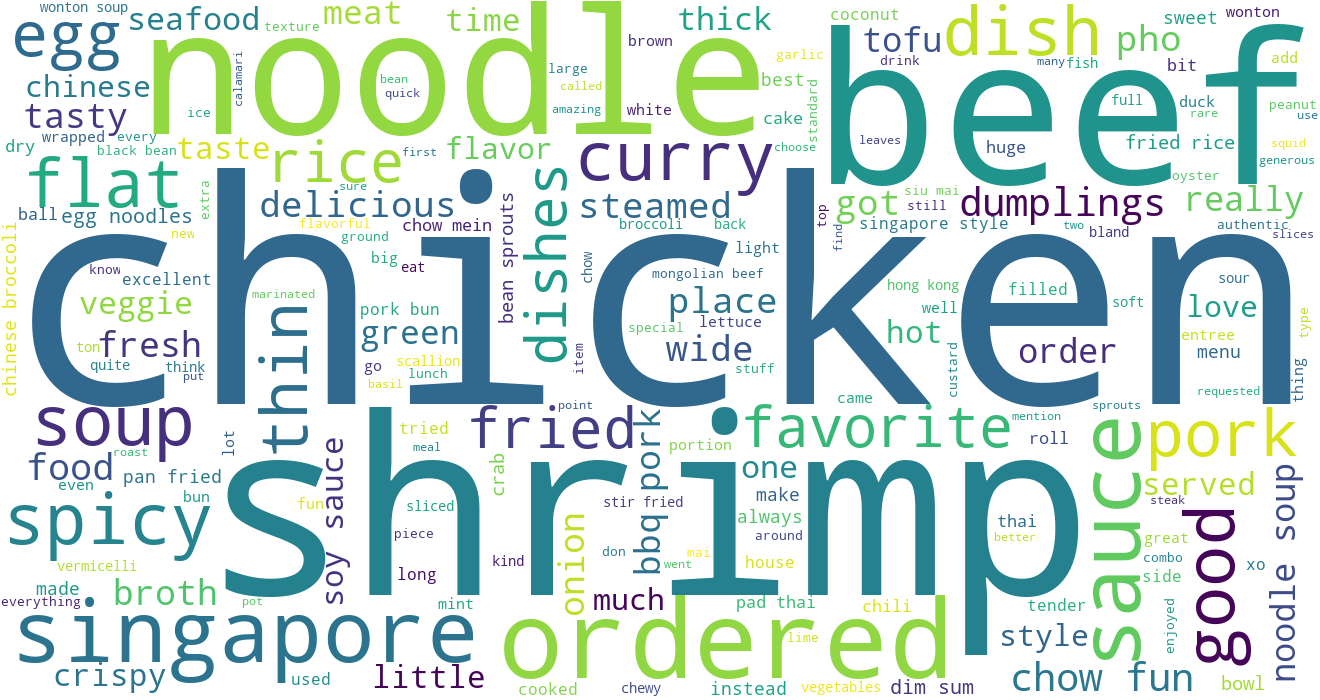 wonton soup
egg
seafood
texture
calamari
noodle
meat
time
brown
large
bean
quick
called
amazing
white
thick
best
cake
garlic
coconut
standard
choose
tofu
drink
dish
beef
many
fish
pho
sweet
wonton
bit
add
full
duck
rare
peanut
use
leaves
huge
fried rice
squid
generous
oyster
chinese
tasty
ice
wrapped
every
dry
black bean
taste
rice
first
flavor
curry
flat
extra
sure
delicious
dishes
steamed
got
siu mai
still
top
find
dumplings
really
ball
egg noodles
new
flavorful
ground
chow mein
bean sprouts
broccoli
back
light
singapore style
two
bland
authentic
slices
chinese broccoli
know
excellent
big
eat
chow
mongolian beef
chicken
hong kong
well
filled
soft
sour
love
type
veggie
marinated
thin
pork bun
green
place
special
lettuce
wide
hot
custard
order
entree
menu
thing
fresh
ton
quite
think
put
go
scallion
lunch
basil
item
stuff
requested
soup
roast
lot
point
fried
bbq pork
favorite
came
mention
roll
sprouts
sauce
pork
food
even
pan fried
bun
tried
meal
crab
portion
one
make
served
steak
noodle soup
spicy
shrimp
soy sauce
fun
sliced
piece
stir fried
onion
always
around
thai
better
good
great
combo
xo
vermicelli
made
broth
everything
pot
long
mint
kind
don
went
mai
house
much
pad thai
chili
tender
side
enjoyed
singapore
ordered
lime
style
crispy
used
little
cooked
chewy
instead
vegetables
dim sum
chow fun
bowl